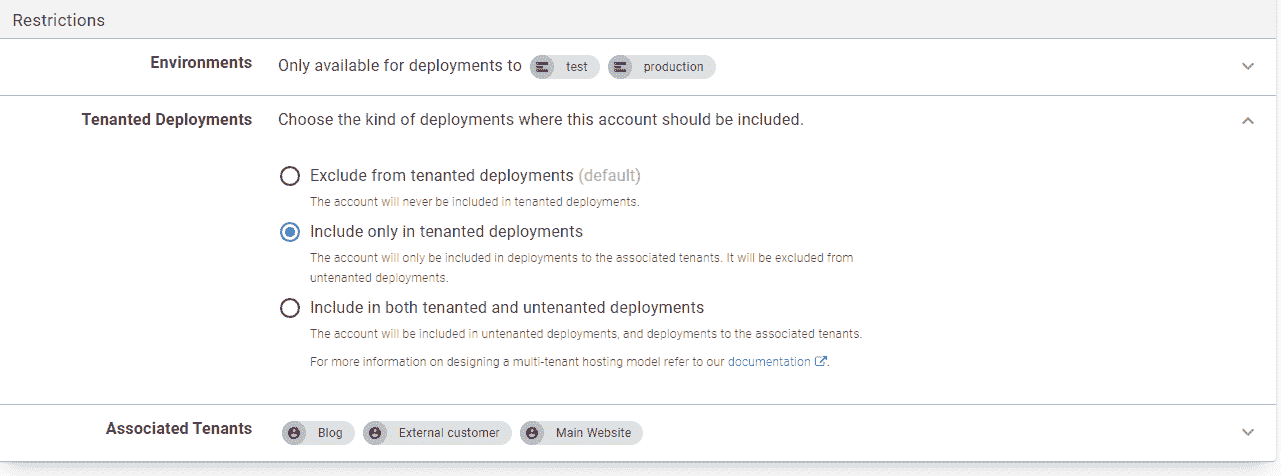 Restrictions
Environments Only available for deployments to test production
Tenanted Deployments Choose the kind of deployments where this account should be included.
Exclude from tenanted deployments (default)
The account will never be included in tenanted deployments.
Include only in tenanted deployments
The account will only be included in deployments to the associated tenants. It will be excluded from
untenanted deployments.
Include in both tenanted and untenanted deployments
The account will be included in untenanted deployments, and deployments to the associated tenants.
For more information on designing a multi-tenant hosting model refer to our documentation.
Associated Tenants Blog External customer Main Website